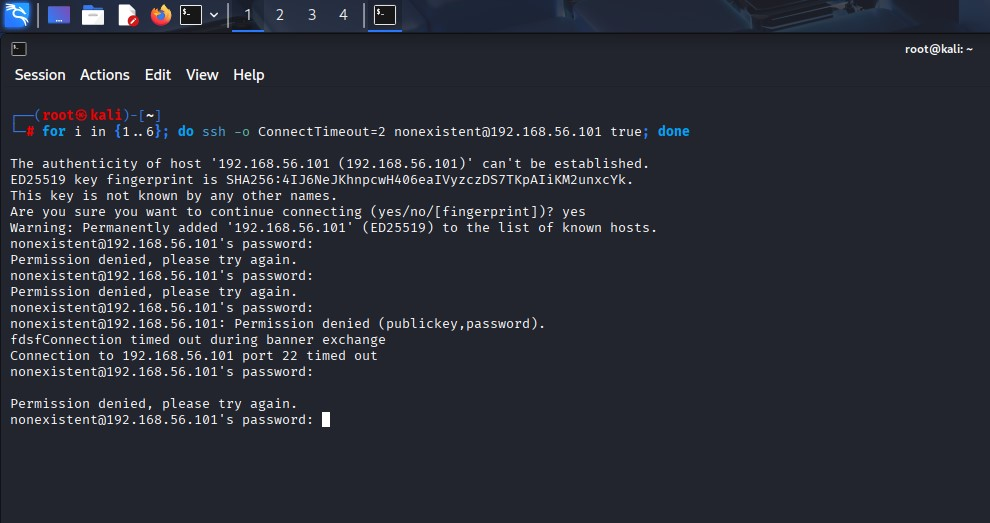 1 2 3 4
root@kali: ~
Session Actions Edit View Help
┌──(root㉿kali)-[~]
└─# for i in {1..6}; do ssh -o ConnectTimeout=2 nonexistent@192.168.56.101 true; done
The authenticity of host '192.168.56.101 (192.168.56.101)' can't be established.
ED25519 key fingerprint is SHA256:4IJ6NeJKhnpcwH406eaIVyzczDS7TKpAIiKM2unxcYk.
This key is not known by any other names.
Are you sure you want to continue connecting (yes/no/[fingerprint])? yes
Warning: Permanently added '192.168.56.101' (ED25519) to the list of known hosts.
nonexistent@192.168.56.101's password:
Permission denied, please try again.
nonexistent@192.168.56.101's password:
Permission denied, please try again.
nonexistent@192.168.56.101's password:
nonexistent@192.168.56.101: Permission denied (publickey,password).
fdsfConnection timed out during banner exchange
Connection to 192.168.56.101 port 22 timed out
nonexistent@192.168.56.101's password:
Permission denied, please try again.
nonexistent@192.168.56.101's password: